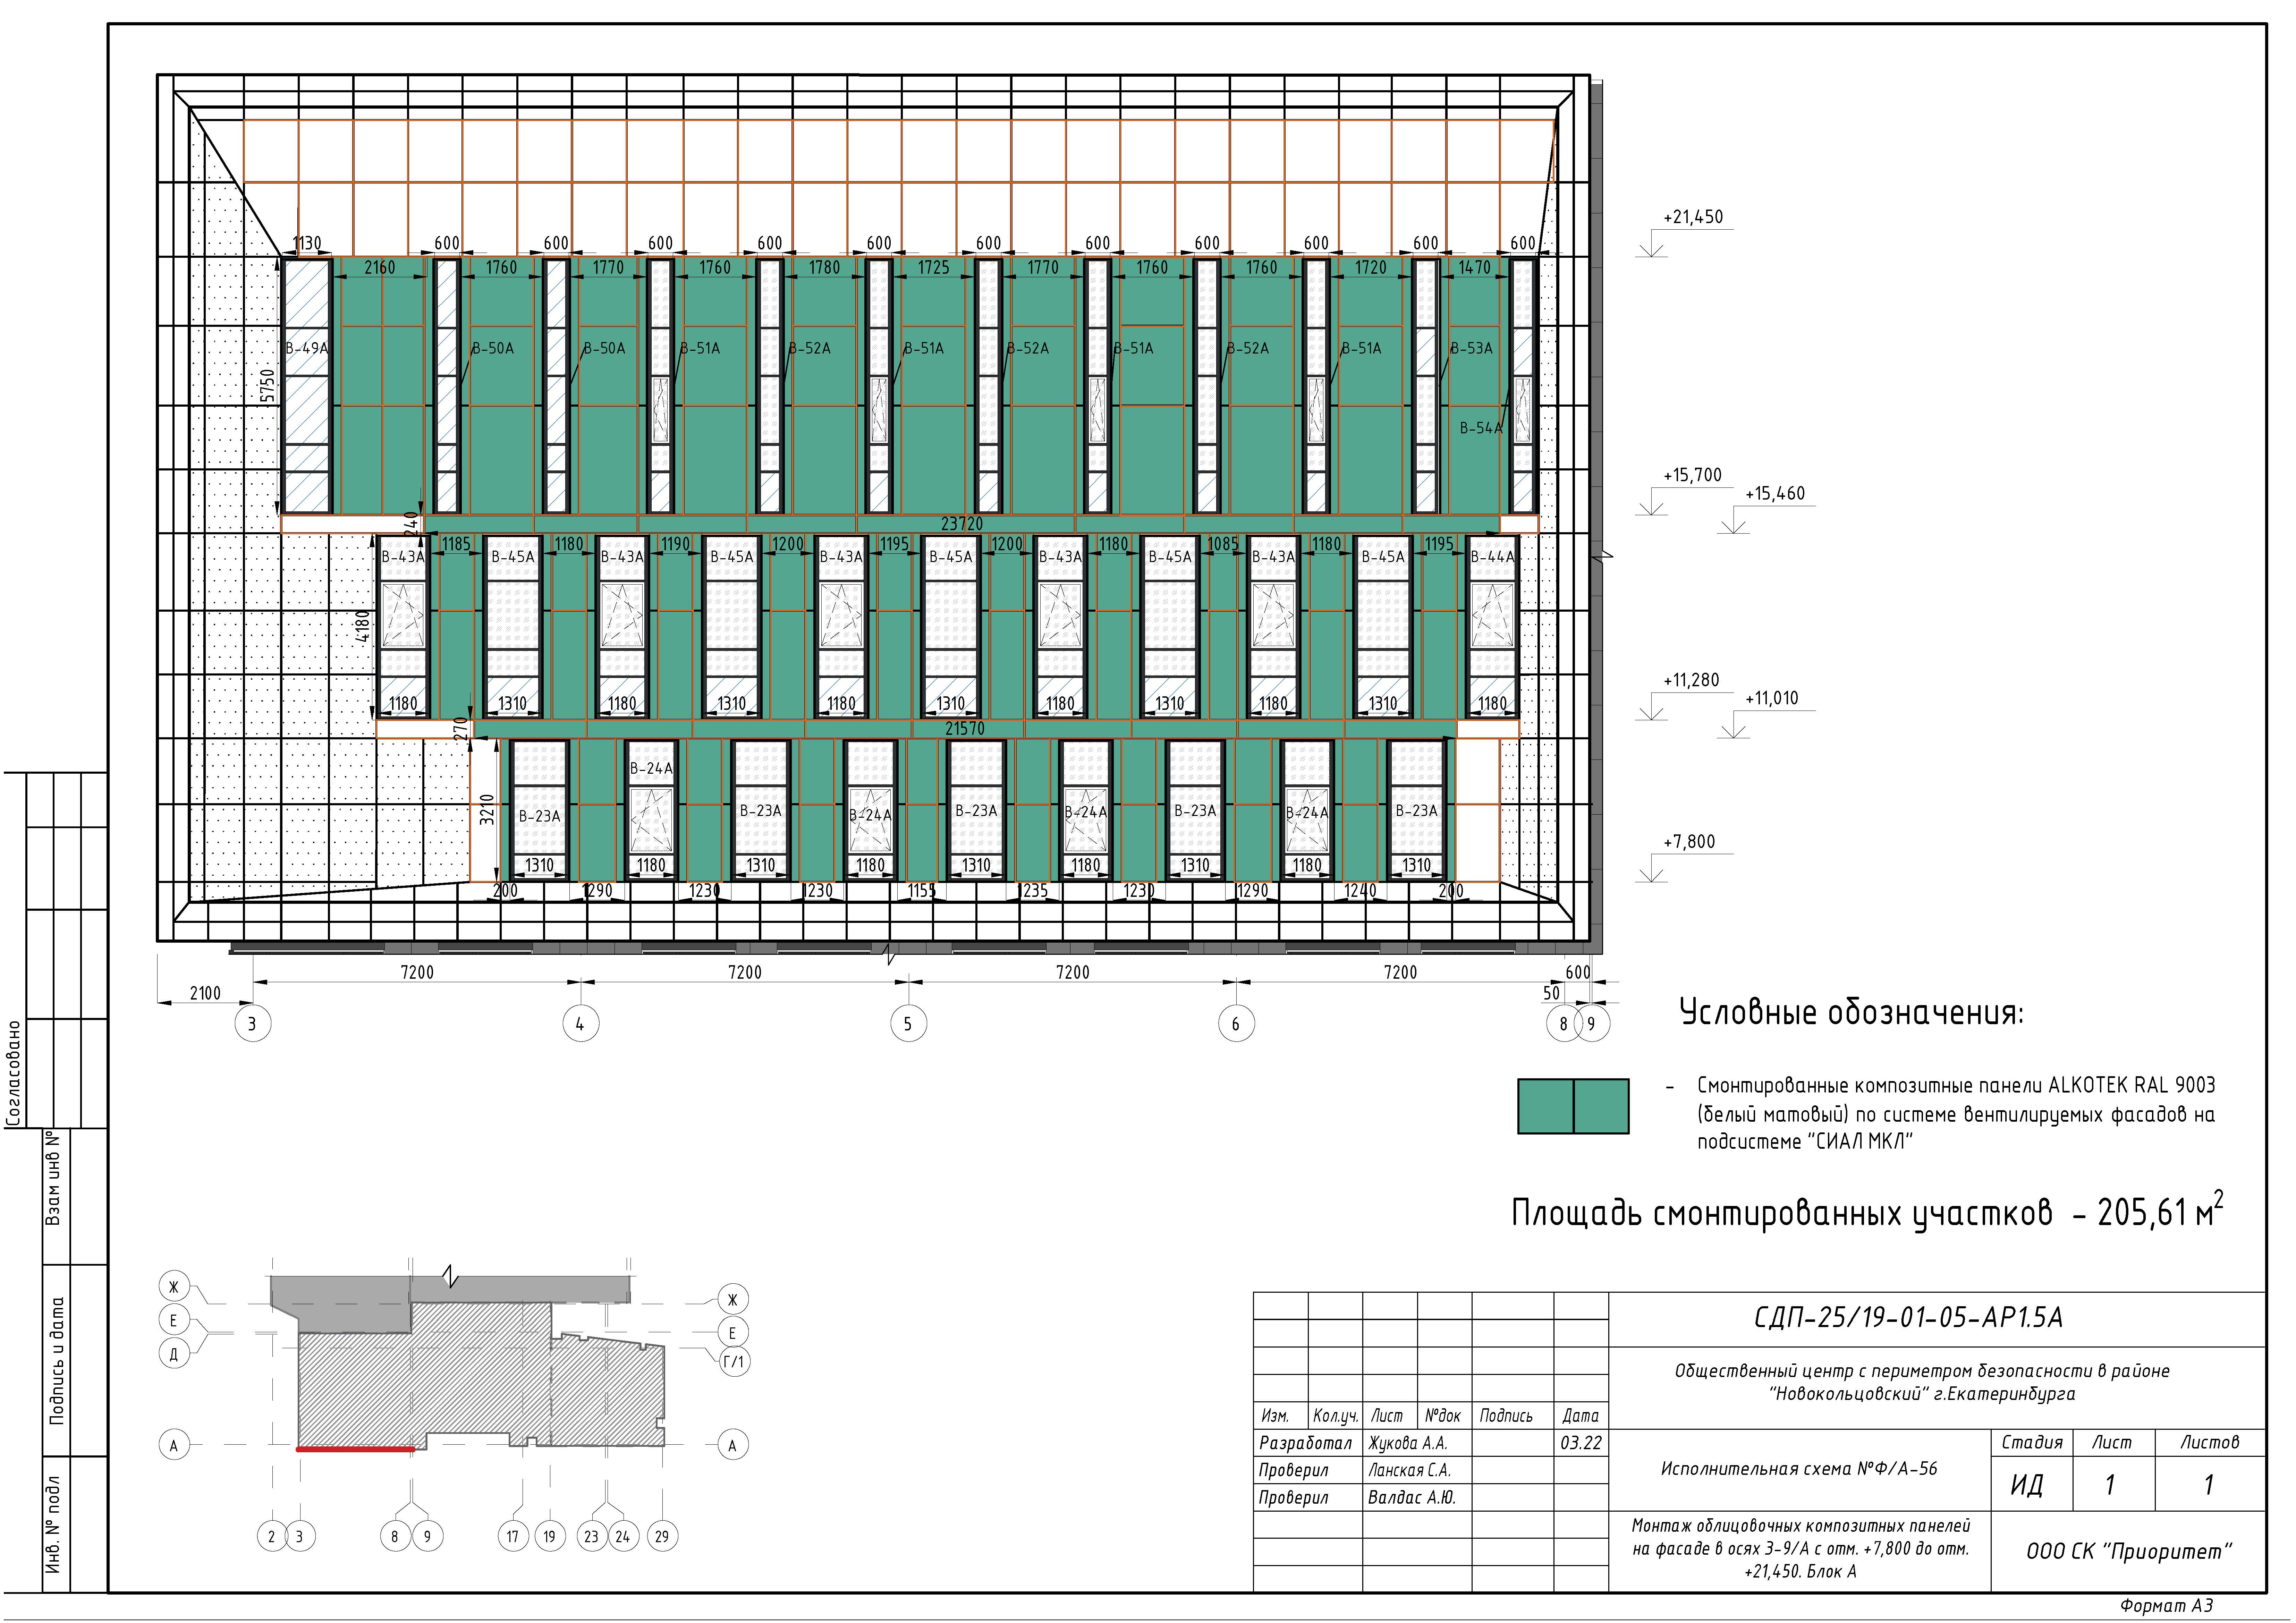 +21,450
1130 600 600 600 600 600 600 600 600 600 600 600
2160 1760 1770 1760 1780 1725 1770 1760 1760 1720 1470
В-49А В-50А В-50А В-51А В-52А В-51А В-52А В-51А В-52А В-51А В-53А
5750
В-54А
+15,700
+15,460
240
23720
1185 1180 1190 1200 1195 1200 1180 1085 1180 1195
В-43А В-45А В-43А В-45А В-43А В-45А В-43А В-45А В-43А В-45А В-44А
4180
+11,280
+11,010
1180 1310 1180 1310 1180 1310 1180 1310 1180 1310 1180
270
21570
В-24А
3210
В-23А В-23А В-24А В-23А В-24А В-23А В-24А В-23А
+7,800
1310 1180 1310 1180 1310 1180 1310 1180 1310
200 1290 1230 1230 1155 1235 1230 1290 1240 200
7200 7200 7200 7200 600
2100
50
3 4 5 6 8 9
Условные обозначения:
- Смонтированные композитные панели ALKOTEK RAL 9003
(белый матовый) по системе вентилируемых фасадов на
подсистеме "СИАЛ МКЛ"
Площадь смонтированных участков - 205,61 м2
Согласовано
Взам инв №
Подпись и дата
Инв. № подл
Ж
Е
Д
А
Ж
Е
Г/1
А
2 3 8 9 17 19 23 24 29
СДП-25/19-01-05-АР1.5А
Общественный центр с периметром безопасности в районе
"Новокольцовский" г.Екатеринбурга
Изм. Кол.уч. Лист №док Подпись Дата
Разработал Жукова А.А. 03.22
Проверил Ланская С.А.
Проверил Валдас А.Ю.
Исполнительная схема №Ф/А-56
Стадия Лист Листов
ИД 1 1
Монтаж облицовочных композитных панелей
на фасаде в осях 3-9/А с отм. +7,800 до отм.
+21,450. Блок А
ООО СК "Приоритет"
Формат А3